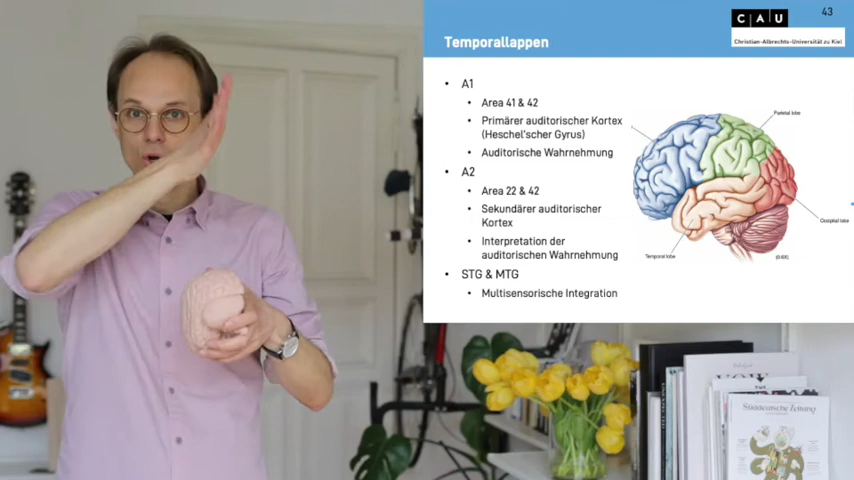 43
C|A|U
Christian-Albrechts-Universität zu Kiel
Temporallappen
• A1
• Area 41 & 42
• Primärer auditorischer Kortex
(Heschel'scher Gyrus)
• Auditorische Wahrnehmung
• A2
• Area 22 & 42
• Sekundärer auditorischer
Kortex
• Interpretation der
auditorischen Wahrnehmung
• STG & MTG
• Multisensorische Integration
Parietal lobe
Occipital lobe
Temporal lobe
Süddeutsche Zeitung